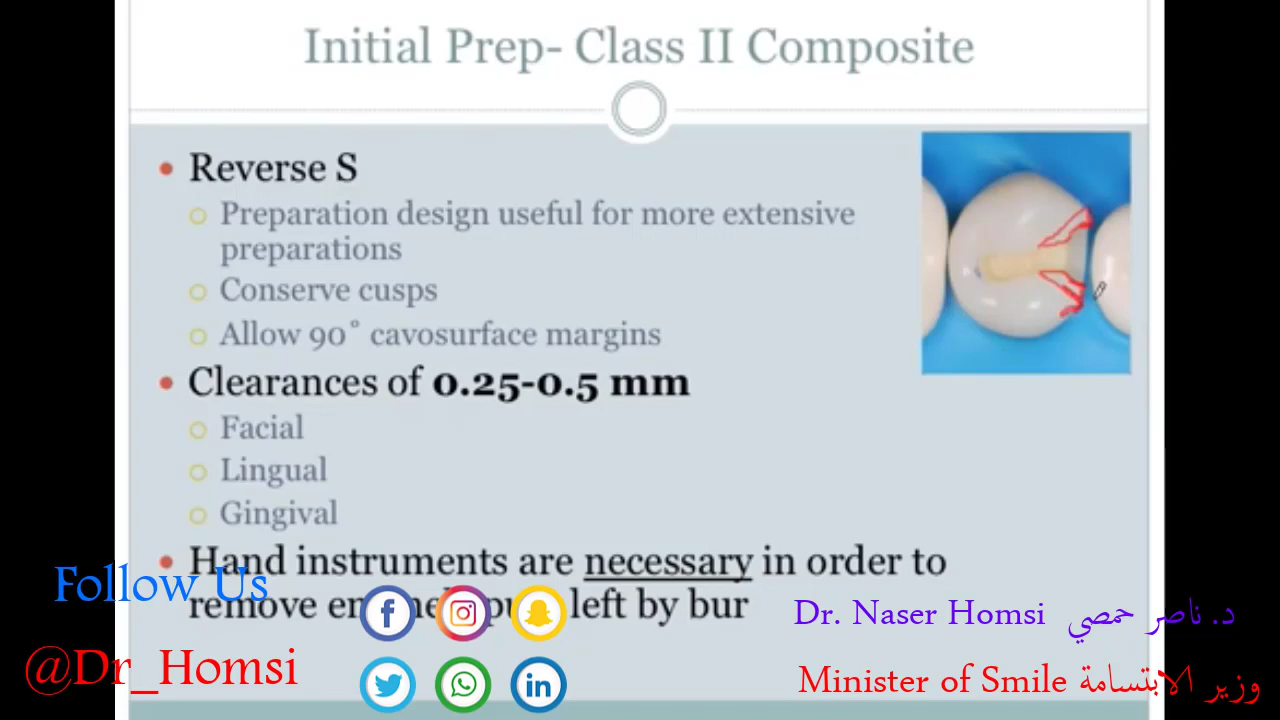 Initial Prep- Class II Composite
Reverse S
Preparation design useful for more extensive
preparations
Conserve cusps
Allow 90° cavosurface margins
Clearances of 0.25-0.5 mm
Facial
Lingual
Gingival
Hand instruments are necessary in order to
remove left by bur
Follow Us
@Dr_Homsi
Dr. Naser Homsi د. ناصر حمصي
Minister of Smile وزير الابتسامة